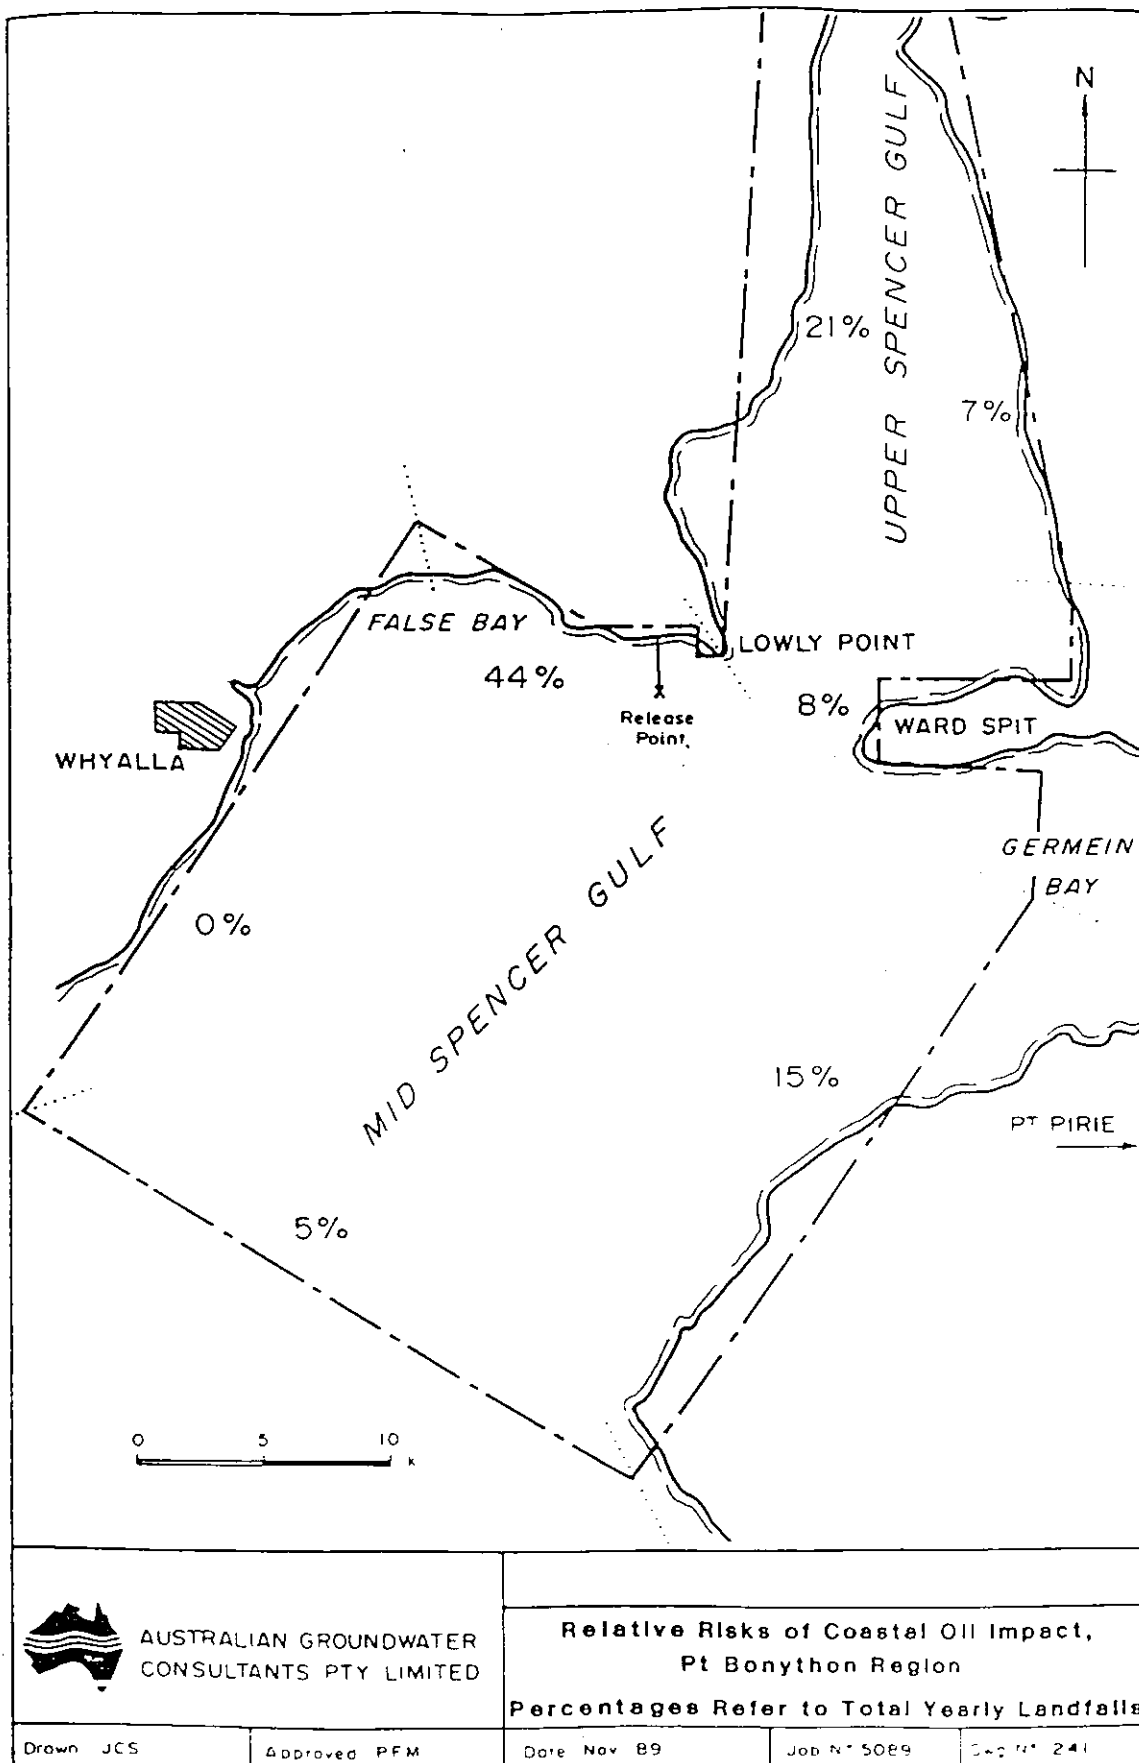 N
UPPER SPENCER GULF
21%
7%
FALSE BAY
44%
LOWLY POINT
8%
Release
Point
WARD SPIT
WHYALLA
GERMEIN
BAY
MID SPENCER GULF
0%
15%
PT PIRIE
5%
0 5 10
K
AUSTRALIAN GROUNDWATER
CONSULTANTS PTY LIMITED
Relative Risks of Coastal Oil Impact,
Pt Bonython Region
Percentages Refer to Total Yearly Landfalls
Drawn JCS
Approved PFM
Date Nov 89
Job Nº 5089
Nº 241